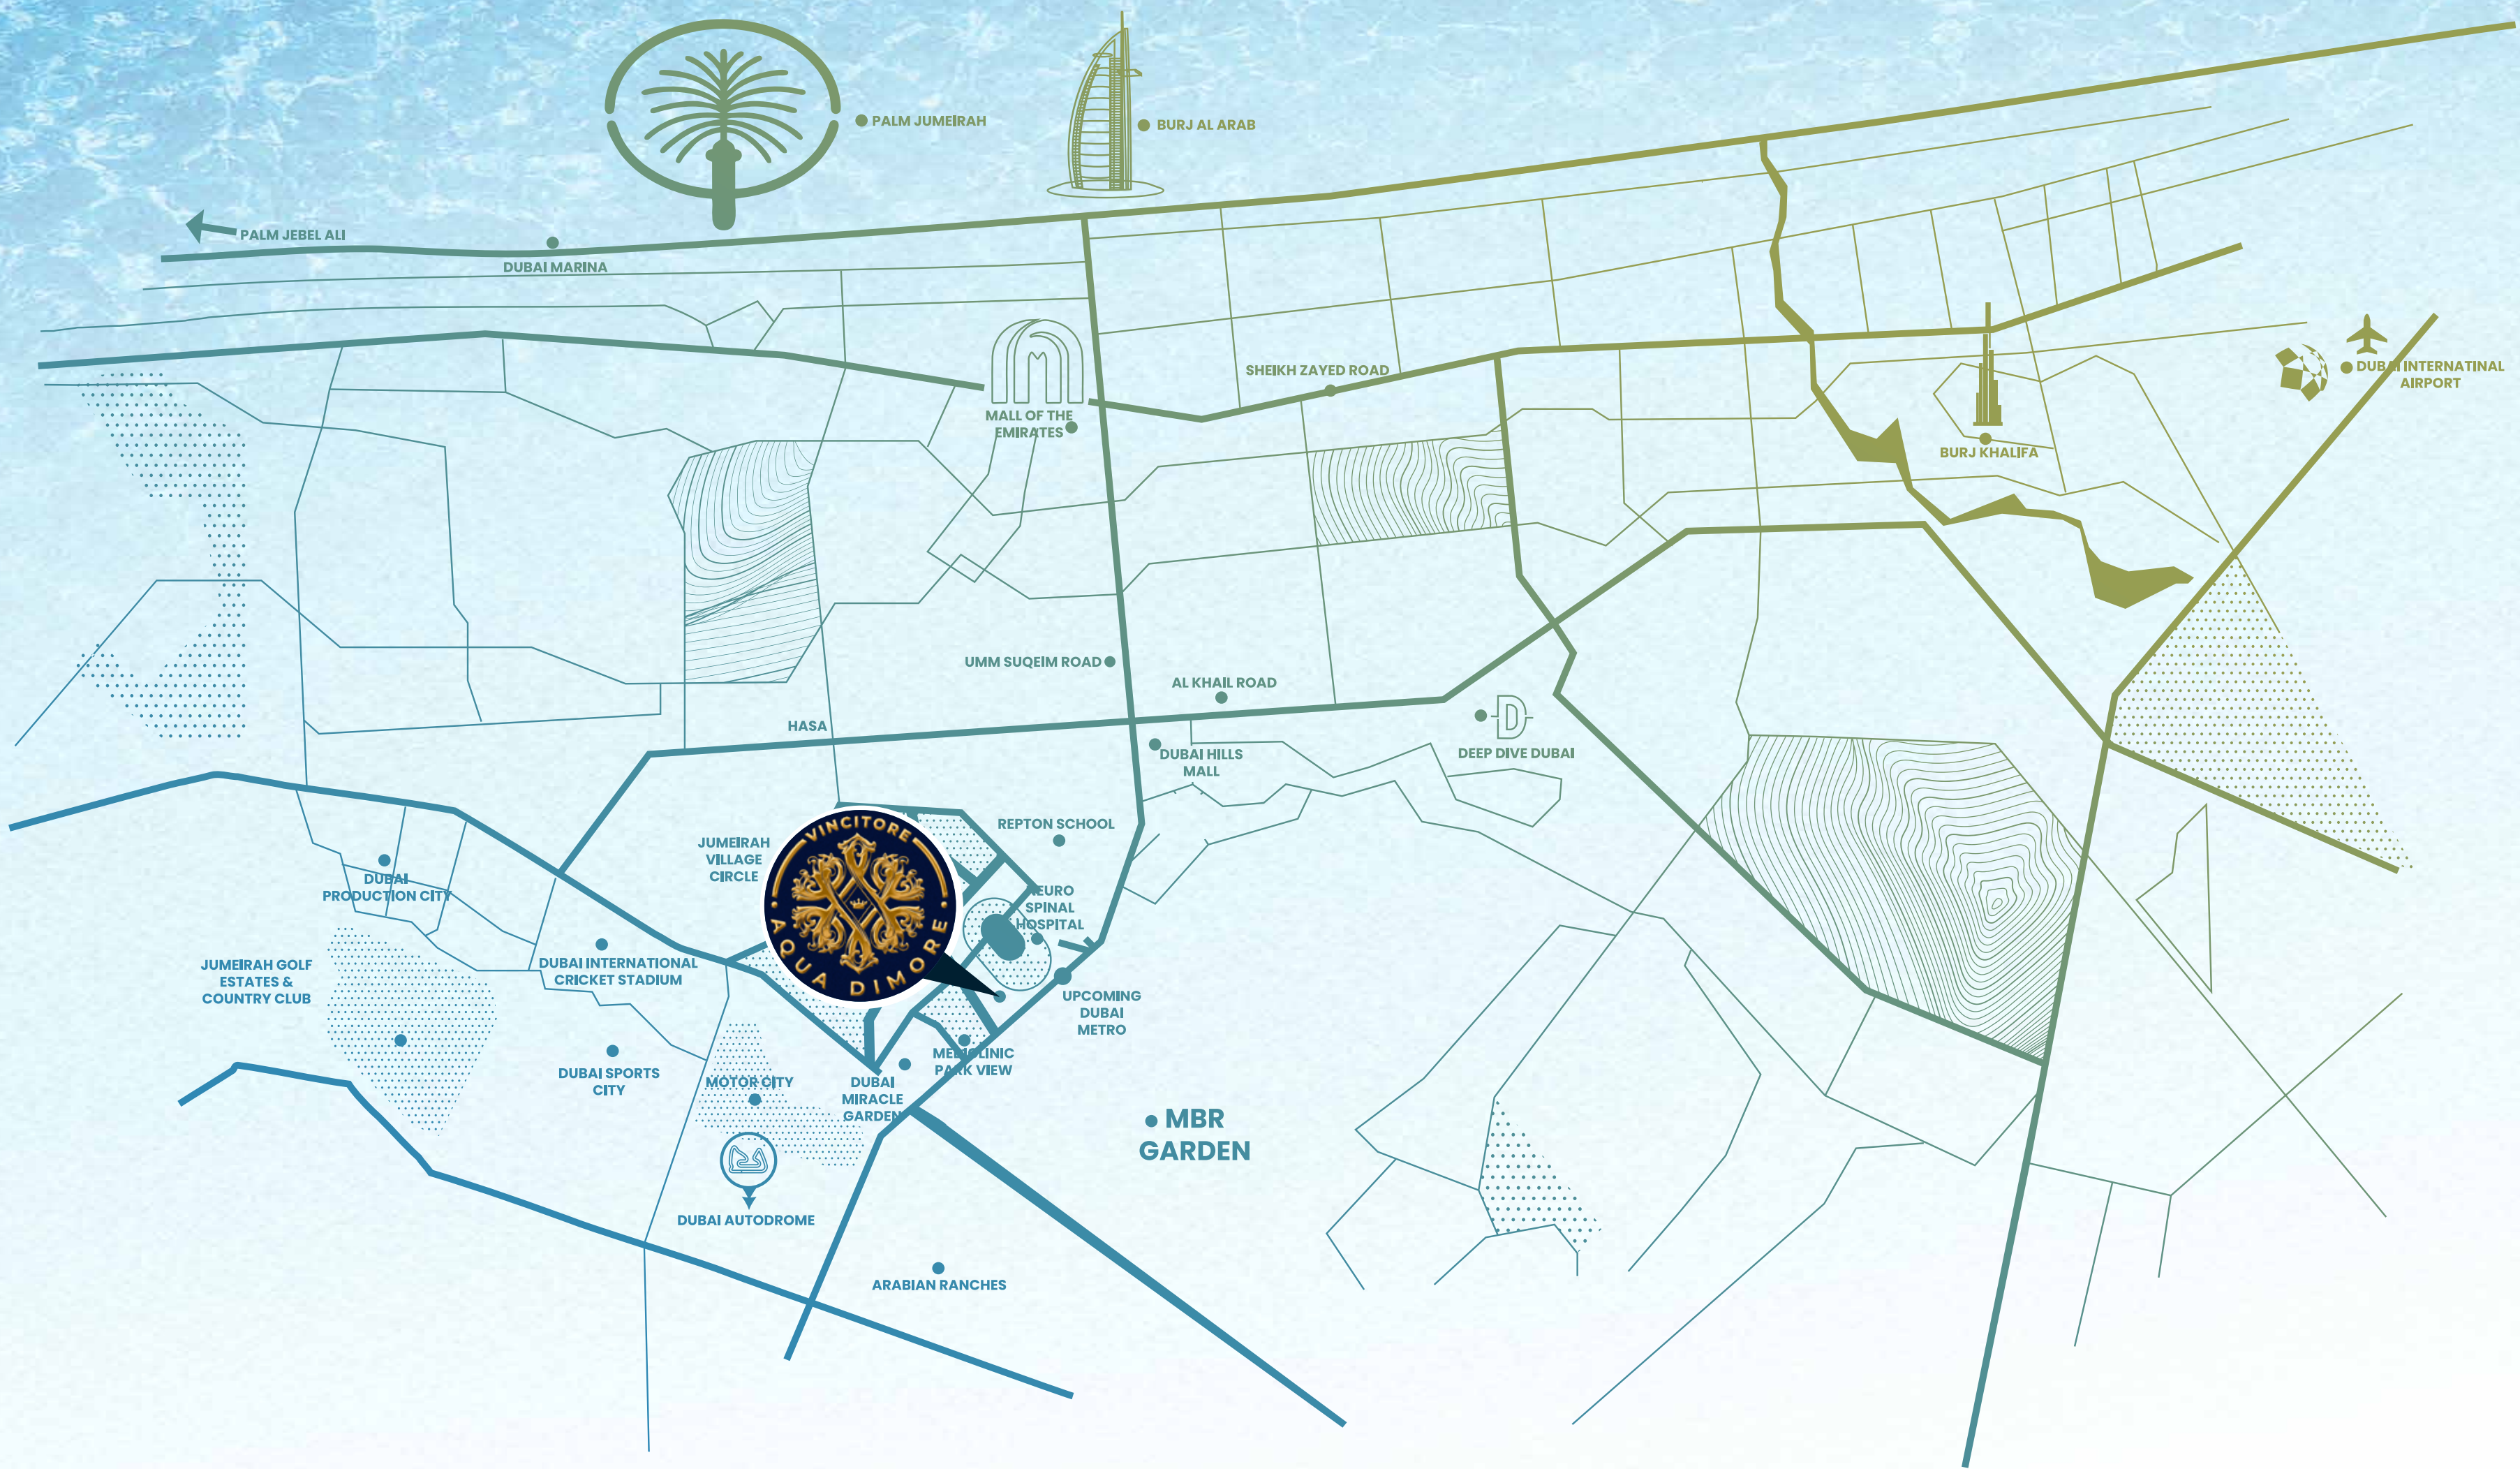 PALM JUMEIRAH
BURJ AL ARAB
PALM JEBEL ALI
DUBAI MARINA
SHEIKH ZAYED ROAD
DUBAI INTERNATINAL
AIRPORT
MALL OF THE
EMIRATES
BURJ KHALIFA
UMM SUQEIM ROAD
AL KHAIL ROAD
HASA
DUBAI HILLS
MALL
DEEP DIVE DUBAI
D
VINCITORE
AQUA DIMORE
REPTON SCHOOL
JUMEIRAH
VILLAGE
CIRCLE
DUBAI
PRODUCTION CITY
NEURO
SPINAL
HOSPITAL
JUMEIRAH GOLF
ESTATES &
COUNTRY CLUB
DUBAI INTERNATIONAL
CRICKET STADIUM
UPCOMING
DUBAI
METRO
DUBAI SPORTS
CITY
MOTOR CITY
DUBAI
MIRACLE
GARDEN
MEDICLINIC
PARK VIEW
MBR
GARDEN
DUBAI AUTODROME
ARABIAN RANCHES